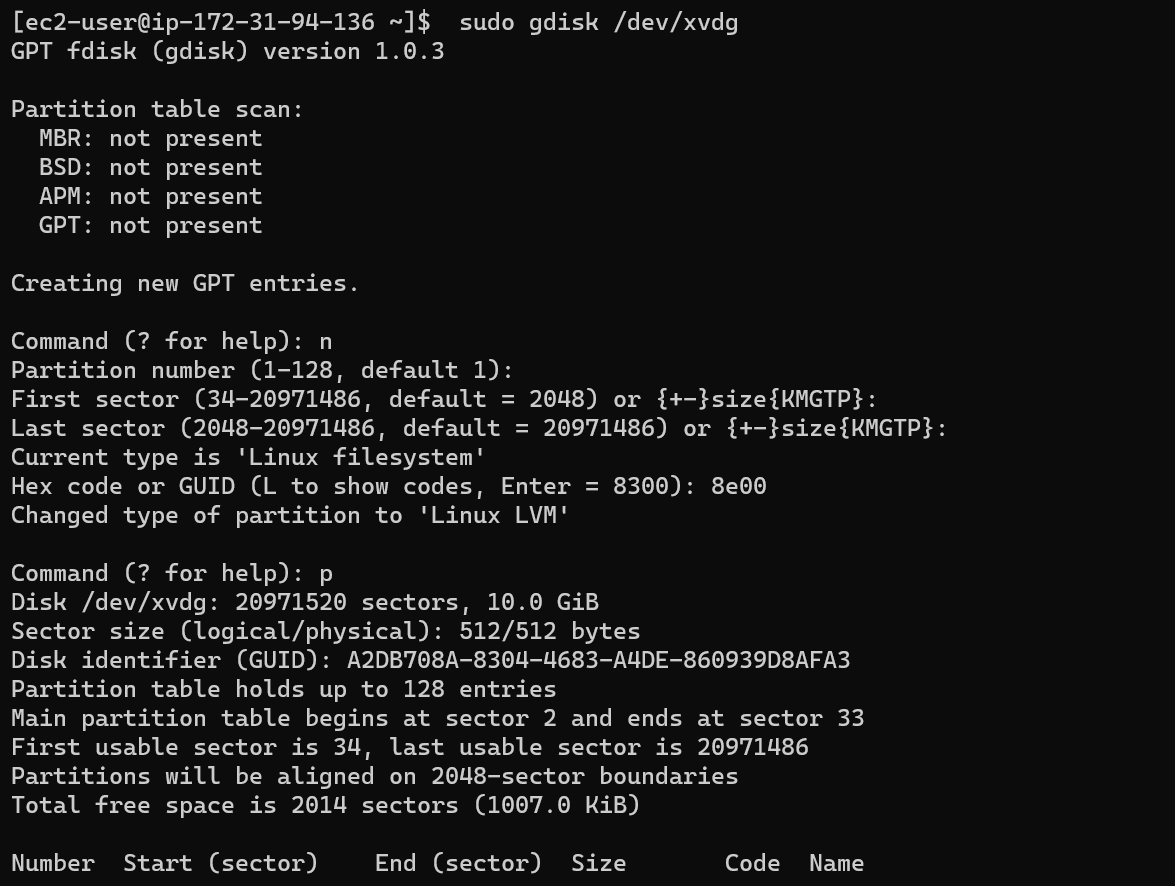 [ec2-user@ip-172-31-94-136 ~]$  sudo gdisk /dev/xvdg
GPT fdisk (gdisk) version 1.0.3
Partition table scan:
  MBR: not present
  BSD: not present
  APM: not present
  GPT: not present
Creating new GPT entries.
Command (? for help): n
Partition number (1-128, default 1):
First sector (34-20971486, default = 2048) or {+-}size{KMGTP}:
Last sector (2048-20971486, default = 20971486) or {+-}size{KMGTP}:
Current type is 'Linux filesystem'
Hex code or GUID (L to show codes, Enter = 8300): 8e00
Changed type of partition to 'Linux LVM'
Command (? for help): p
Disk /dev/xvdg: 20971520 sectors, 10.0 GiB
Sector size (logical/physical): 512/512 bytes
Disk identifier (GUID): A2DB708A-8304-4683-A4DE-860939D8AFA3
Partition table holds up to 128 entries
Main partition table begins at sector 2 and ends at sector 33
First usable sector is 34, last usable sector is 20971486
Partitions will be aligned on 2048-sector boundaries
Total free space is 2014 sectors (1007.0 KiB)
Number  Start (sector)    End (sector)  Size       Code  Name